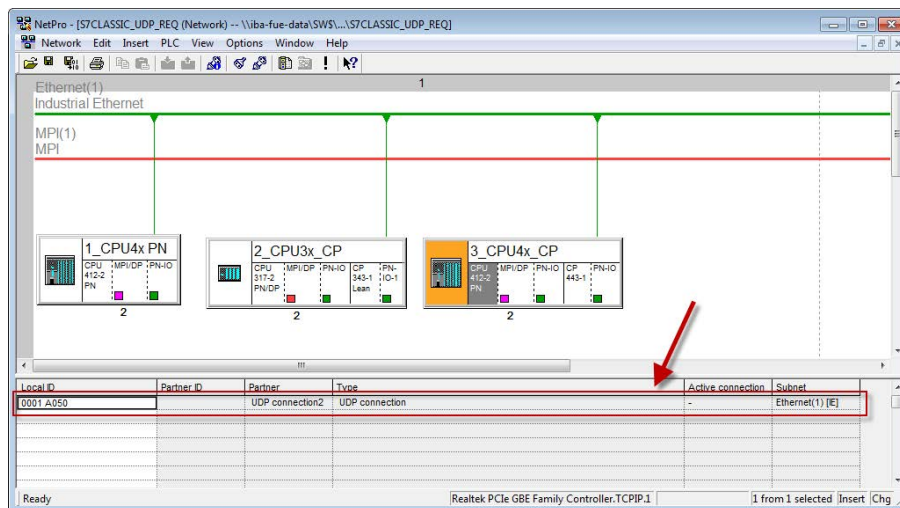 NetPro - [S7CLASSIC_UDP_REQ (Network) -- \\iba-fue-data\SWS\...\S7CLASSIC_UDP_REQ]
Network Edit Insert PLC View Options Window Help
1
Ethernet(1)
Industrial Ethernet
MPI(1)
MPI
1_CPU4x PN
CPU 412-2 PN
MPI/DP
PN-IO
2
2_CPU3x_CP
CPU 317-2 PN/DP
MPI/DP
PN-IO
CP 343-1 Lean
PN-IO-1
2
3_CPU4x_CP
CPU 412-2 PN
MPI/DP
PN-IO
CP 443-1
PN-IO
2
Local ID Partner ID Partner Type Active connection Subnet
0001 A050 UDP connection2 UDP connection - Ethernet(1) [IE]
Ready Realtek PCIe GBE Family Controller.TCPIP.1 1 from 1 selected Insert Chg